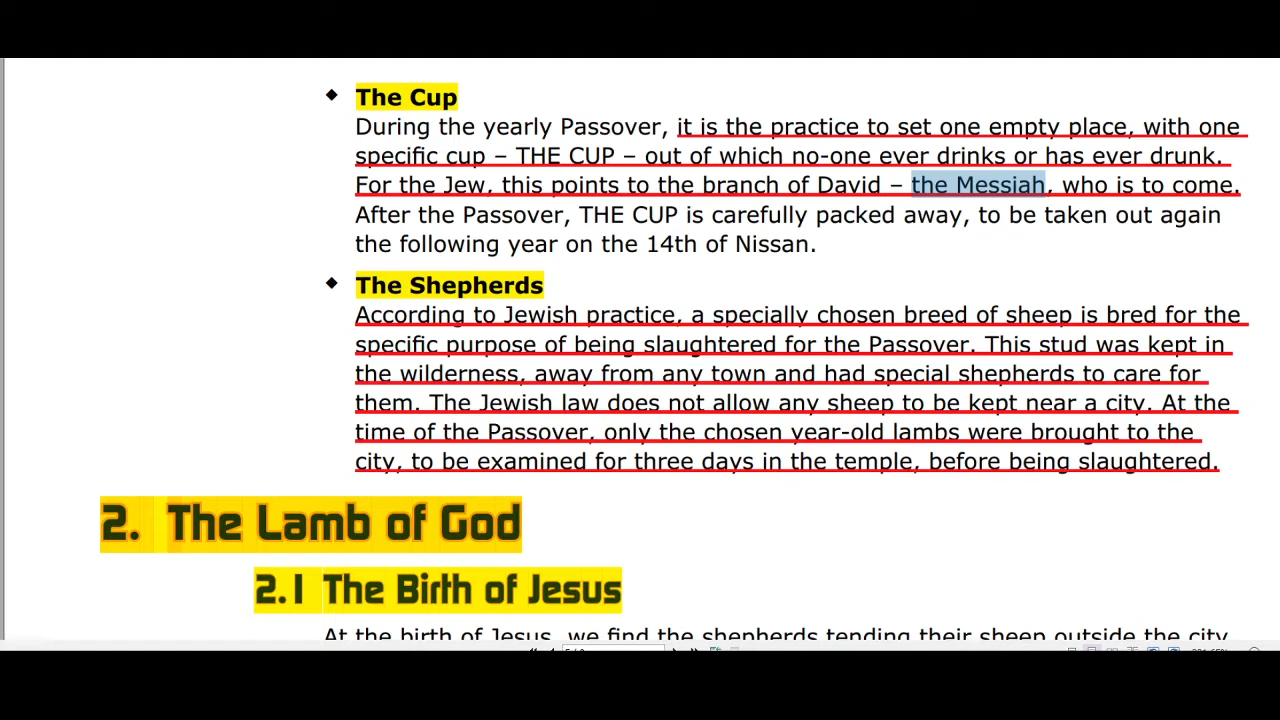 The Cup
During the yearly Passover, it is the practice to set one empty place, with one
specific cup – THE CUP – out of which no-one ever drinks or has ever drunk.
For the Jew, this points to the branch of David – the Messiah, who is to come.
After the Passover, THE CUP is carefully packed away, to be taken out again
the following year on the 14th of Nissan.
The Shepherds
According to Jewish practice, a specially chosen breed of sheep is bred for the
specific purpose of being slaughtered for the Passover. This stud was kept in
the wilderness, away from any town and had special shepherds to care for
them. The Jewish law does not allow any sheep to be kept near a city. At the
time of the Passover, only the chosen year-old lambs were brought to the
city, to be examined for three days in the temple, before being slaughtered.
2. The Lamb of God
2.1 The Birth of Jesus
At the birth of Jesus, we find the shepherds tending their sheep outside the city